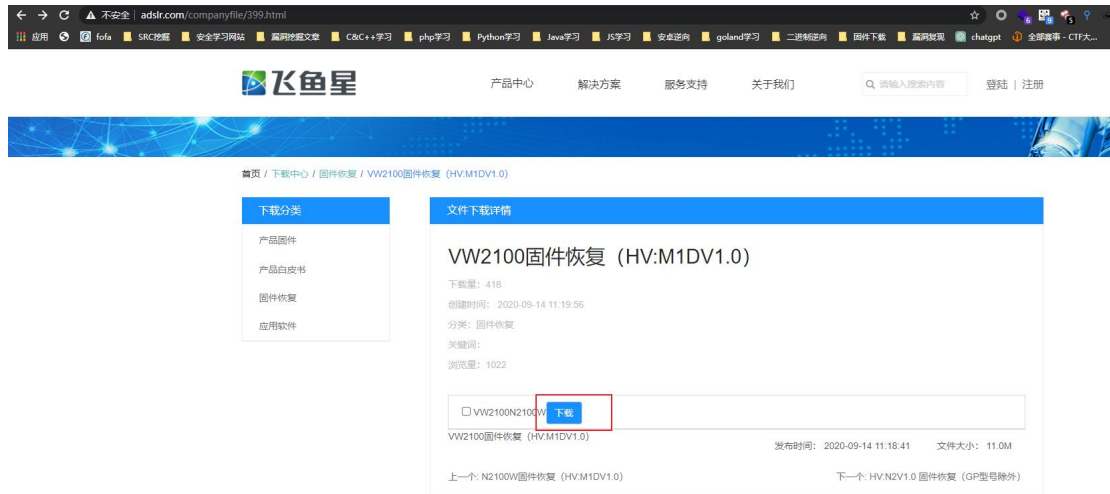 不安全 | adslr.com/companyfile/399.html
应用 fofa SRC挖掘 安全学习网站 漏洞挖掘文章 C&C++学习 php学习 Python学习 Java学习 JS学习 安卓逆向 goland学习 二进制逆向 固件下载 漏洞复现 chatgpt 全部赛事 - CTF大...
飞鱼星 产品中心 解决方案 服务支持 关于我们 请输入搜索内容 登陆 | 注册
首页 / 下载中心 / 固件恢复 / VW2100固件恢复（HV:M1DV1.0）
下载分类
产品固件
产品白皮书
固件恢复
应用软件
文件下载详情
VW2100固件恢复（HV:M1DV1.0）
下载量：418
创建时间： 2020-09-14 11:19:56
分类：固件恢复
关键词：
浏览量：1022
VW2100N2100W 下载
VW2100固件恢复（HV:M1DV1.0）
发布时间： 2020-09-14 11:18:41 文件大小： 11.0M
上一个: N2100W固件恢复（HV:M1DV1.0） 下一个: HV:N2V1.0 固件恢复（GP型号除外）